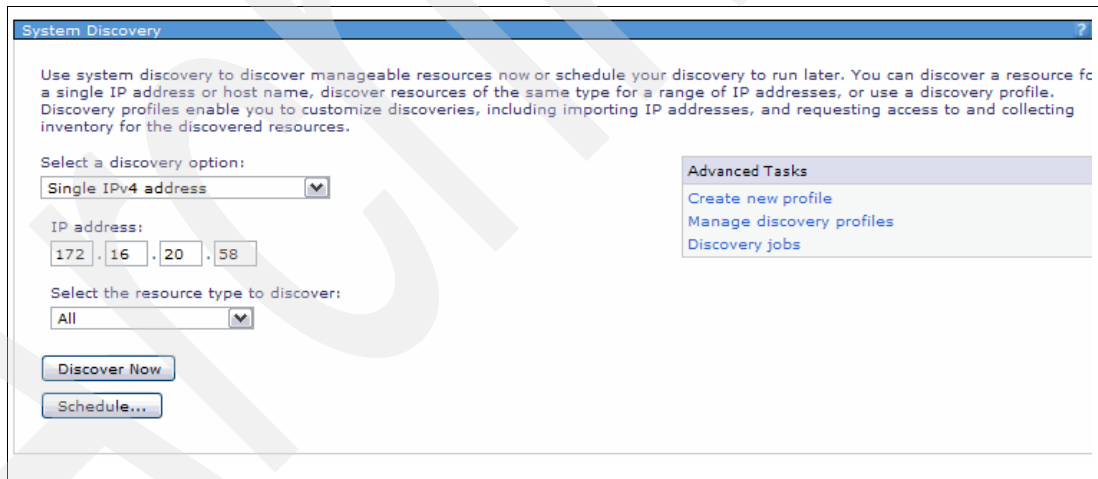 System Discovery ?
Use system discovery to discover manageable resources now or schedule your discovery to run later. You can discover a resource fo
a single IP address or host name, discover resources of the same type for a range of IP addresses, or use a discovery profile.
Discovery profiles enable you to customize discoveries, including importing IP addresses, and requesting access to and collecting
inventory for the discovered resources.
Select a discovery option:
Single IPv4 address
IP address:
172 . 16 . 20 . 58
Select the resource type to discover:
All
Discover Now
Schedule...
Advanced Tasks
Create new profile
Manage discovery profiles
Discovery jobs